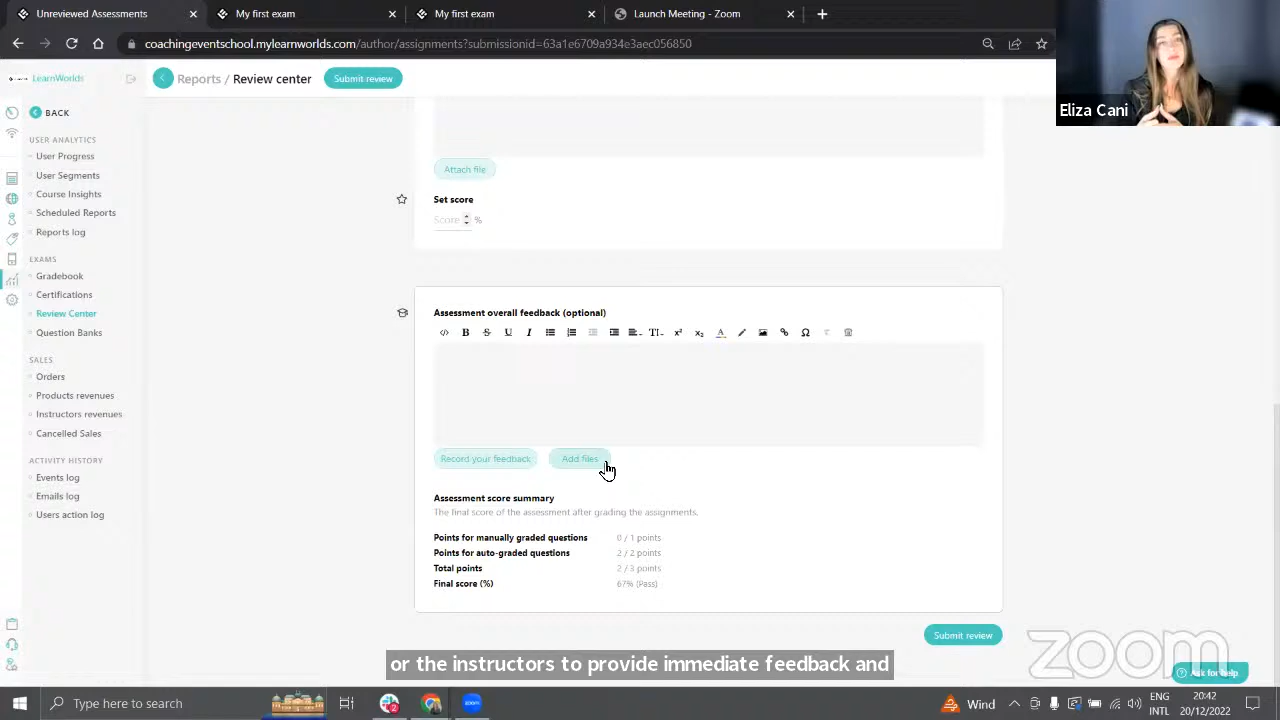 Unreviewed Assessments
My first exam
My first exam
Launch Meeting - Zoom
coachingeventschool.mylearnworlds.com/author/assignments?submissionid=63a1e6709a934e3aec056850
Eliza Cani
LearnWorlds
Reports / Review center
Submit review
BACK
USER ANALYTICS
User Progress
User Segments
Course Insights
Scheduled Reports
Reports log
EXAMS
Gradebook
Certifications
Review Center
Question Banks
SALES
Orders
Products revenues
Instructors revenues
Cancelled Sales
ACTIVITY HISTORY
Events log
Emails log
Users action log
Attach file
Set score
Score %
Assessment overall feedback (optional)
Record your feedback
Add files
Assessment score summary
The final score of the assessment after grading the assignments.
Points for manually graded questions 0 / 1 points
Points for auto-graded questions 2 / 2 points
Total points 2 / 3 points
Final score (%) 67% (Pass)
Submit review
zoom
Ask for help
or the instructors to provide immediate feedback and
Type here to search
Wind
ENG
INTL
20:42
20/12/2022